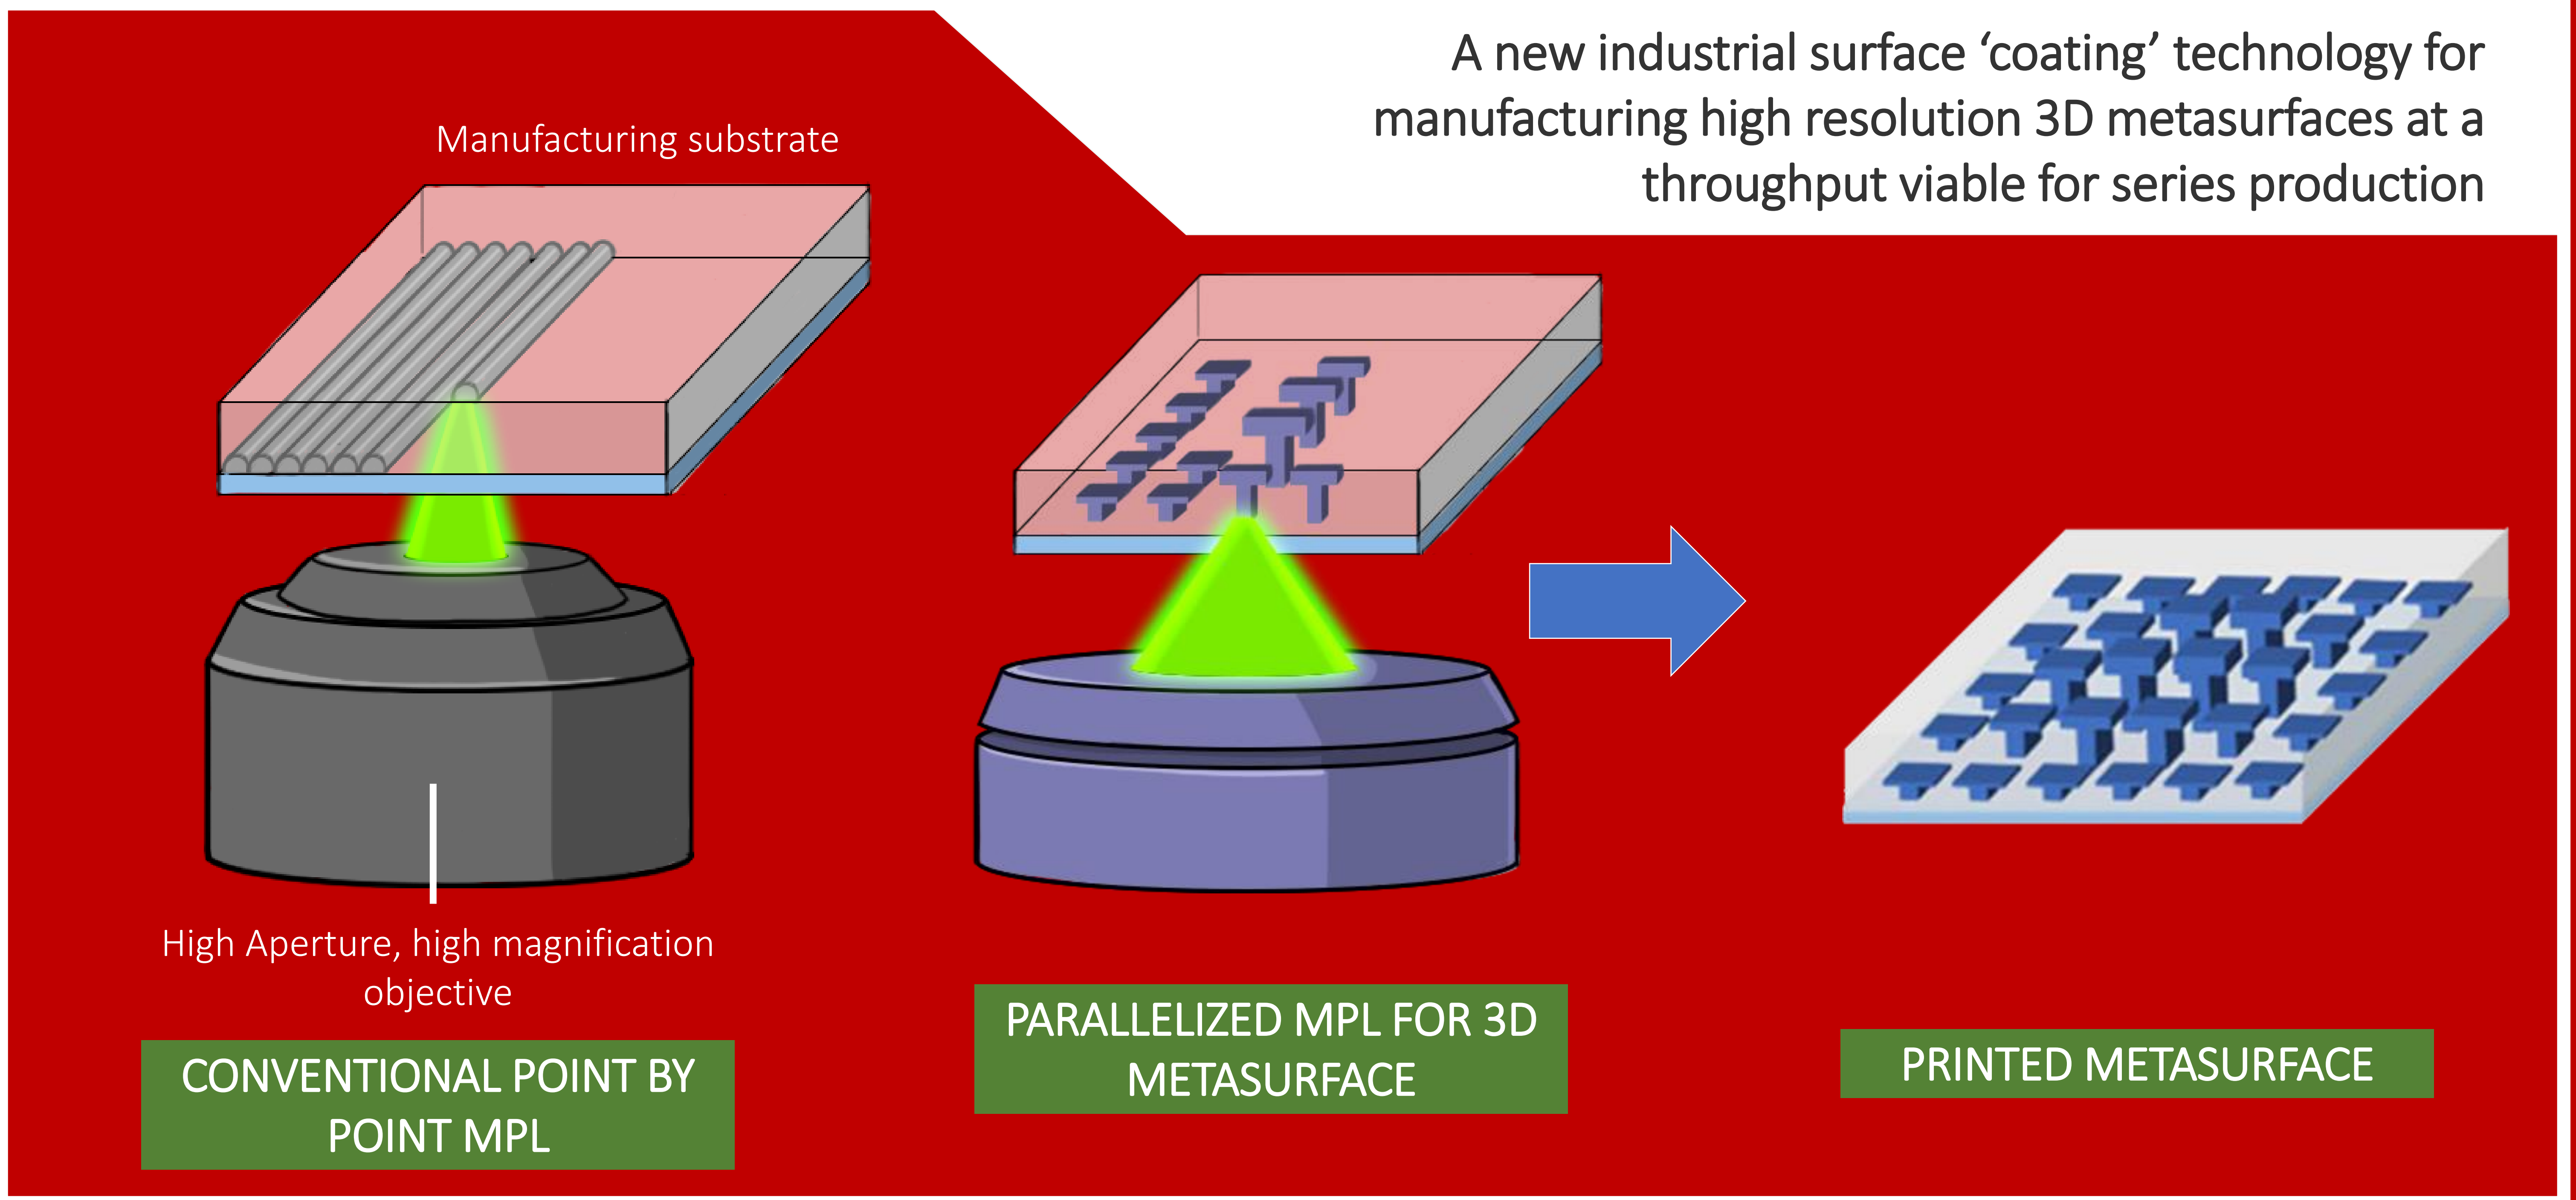 A new industrial surface ‘coating’ technology for
manufacturing high resolution 3D metasurfaces at a
throughput viable for series production
Manufacturing substrate
High Aperture, high magnification
objective
CONVENTIONAL POINT BY
POINT MPL
PARALLELIZED MPL FOR 3D
METASURFACE
PRINTED METASURFACE